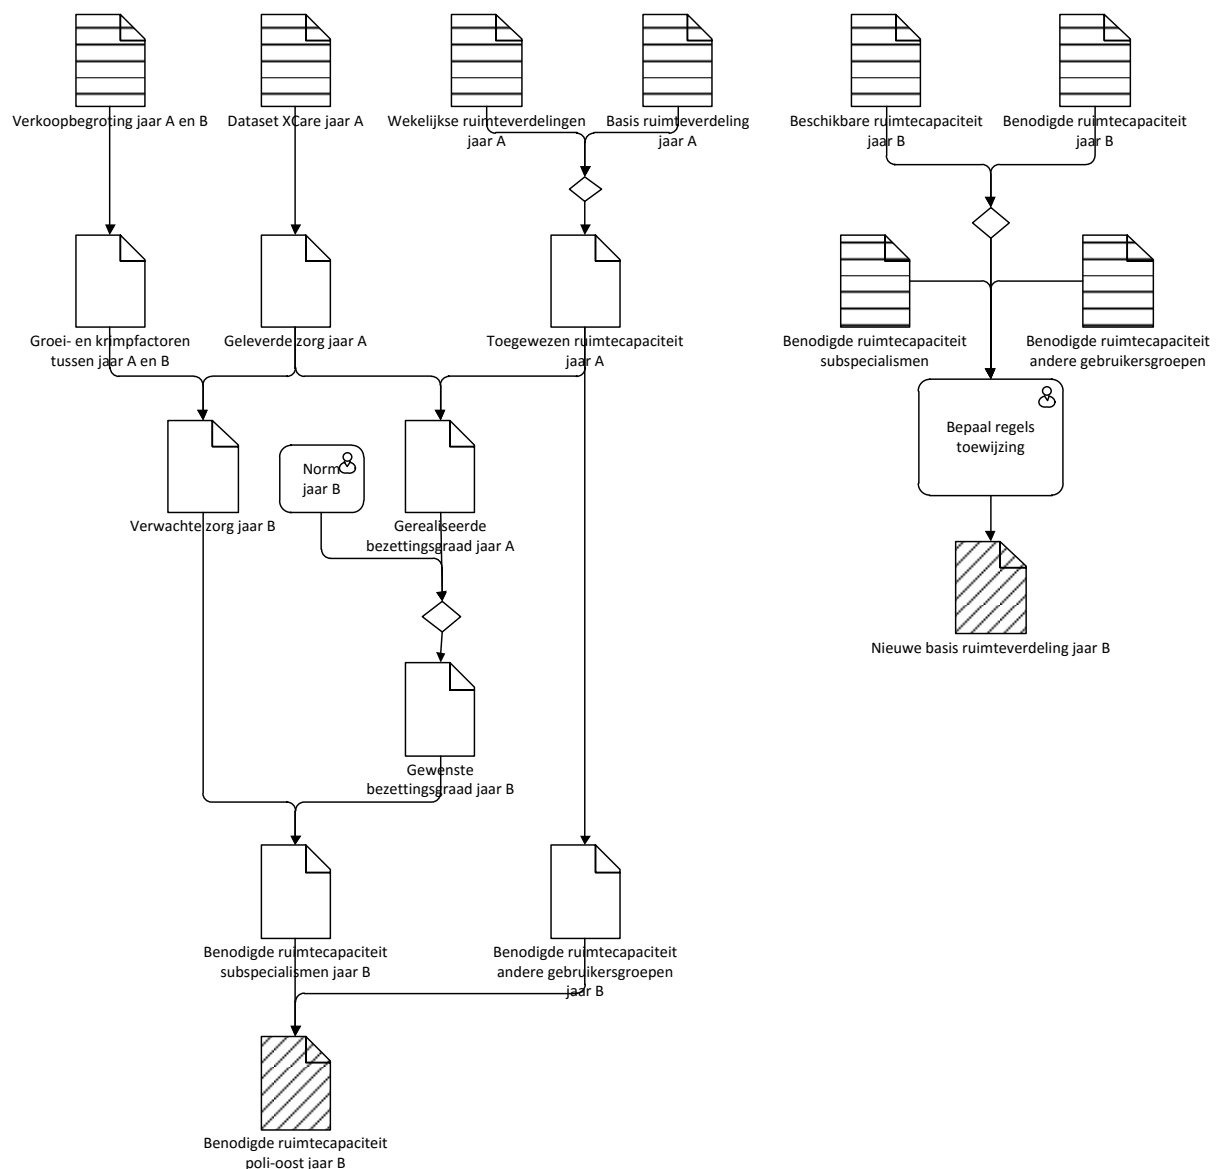 Verkoopbegroting jaar A en B
Dataset XCare jaar A
Wekelijkse ruimteverdelingen
jaar A
Basis ruimteverdeling
jaar A
Beschikbare ruimtecapaciteit
jaar B
Benodigde ruimtecapaciteit
jaar B
Groei- en krimpfactoren
tussen jaar A en B
Geleverde zorg jaar A
Toegewezen ruimtecapaciteit
jaar A
Benodigde ruimtecapaciteit
subspecialismen
Benodigde ruimtecapaciteit
andere gebruikersgroepen
Bepaal regels
toewijzing
Norm
jaar B
Verwachte zorg jaar B
Gerealiseerde
bezettingsgraad jaar A
Nieuwe basis ruimteverdeling jaar B
Gewenste
bezettingsgraad jaar B
Benodigde ruimtecapaciteit
subspecialismen jaar B
Benodigde ruimtecapaciteit
andere gebruikersgroepen
jaar B
Benodigde ruimtecapaciteit
poli-oost jaar B